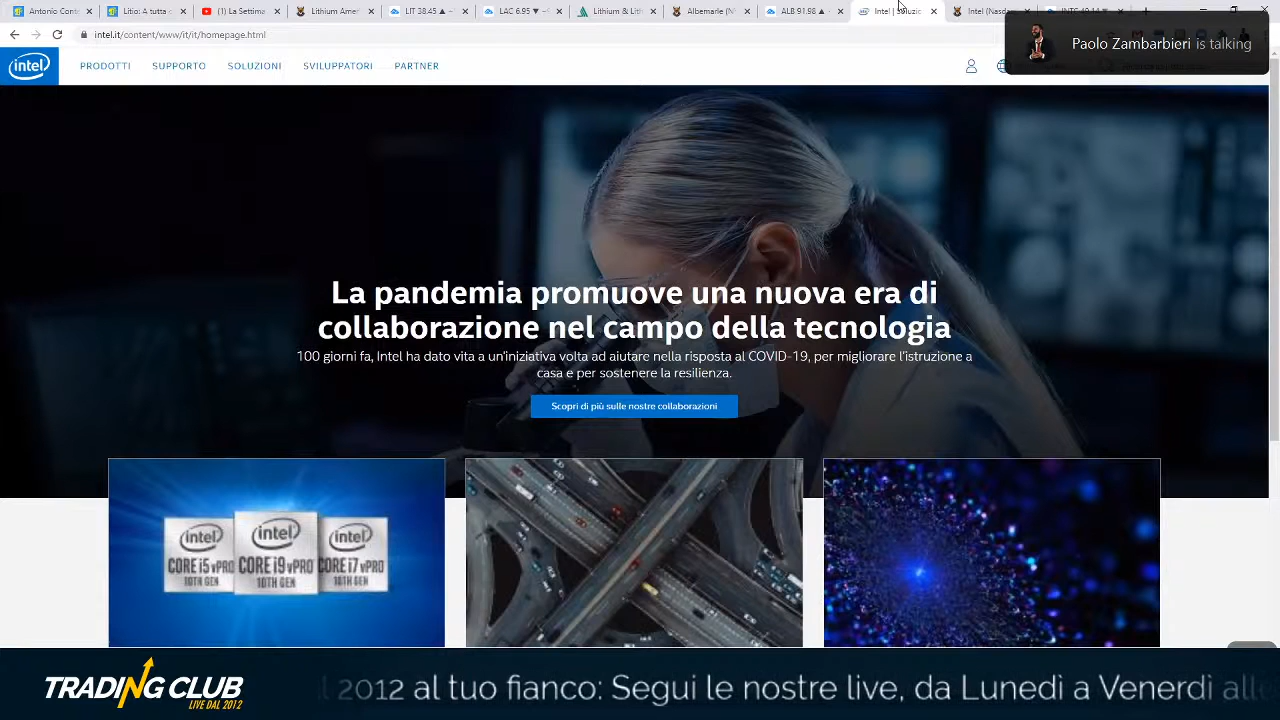 Antonio Conte
Litio: A tutta c
(1) La Settima
Lithium Amer
LIT 38.45 ▲
LAC 6.95 ▼
Lithium & Lith
Albemarle (N
ALB 91.98 ▲
Intel | Soluzic
Intel (Nasda
intel.it/content/www/it/it/homepage.html
Paolo Zambarbieri is talking
intel
PRODOTTI
SUPPORTO
SOLUZIONI
SVILUPPATORI
PARTNER
La pandemia promuove una nuova era di
collaborazione nel campo della tecnologia
100 giorni fa, Intel ha dato vita a un'iniziativa volta ad aiutare nella risposta al COVID-19, per migliorare l'istruzione a
casa e per sostenere la resilienza.
Scopri di più sulle nostre collaborazioni
intel
CORE i5 vPRO
10TH GEN
intel
CORE i9 vPRO
10TH GEN
intel
CORE i7 vPRO
10TH GEN
TRADING CLUB
LIVE DAL 2012
l 2012 al tuo fianco: Segui le nostre live, da Lunedì a Venerdì alle